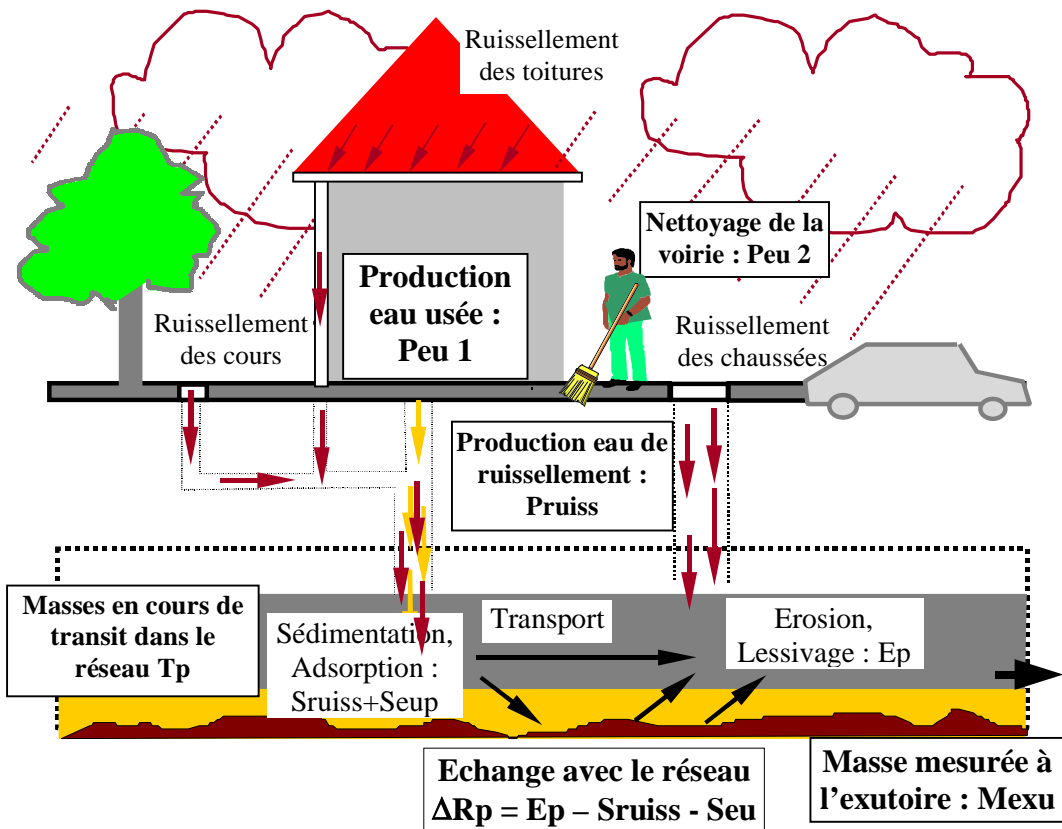 Ruissellement
des toitures
Nettoyage de la
voirie : Peu 2
Production
eau usée :
Peu 1
Ruissellement
des cours
Ruissellement
des chaussées
Production eau de
ruissellement :
Pruiss
Masses en cours de
transit dans le
réseau Tp
Sédimentation,
Adsorption :
Sruiss+Seup
Transport
Erosion,
Lessivage : Ep
Echange avec le réseau
ΔRp = Ep – Sruiss - Seu
Masse mesurée à
l’exutoire : Mexu